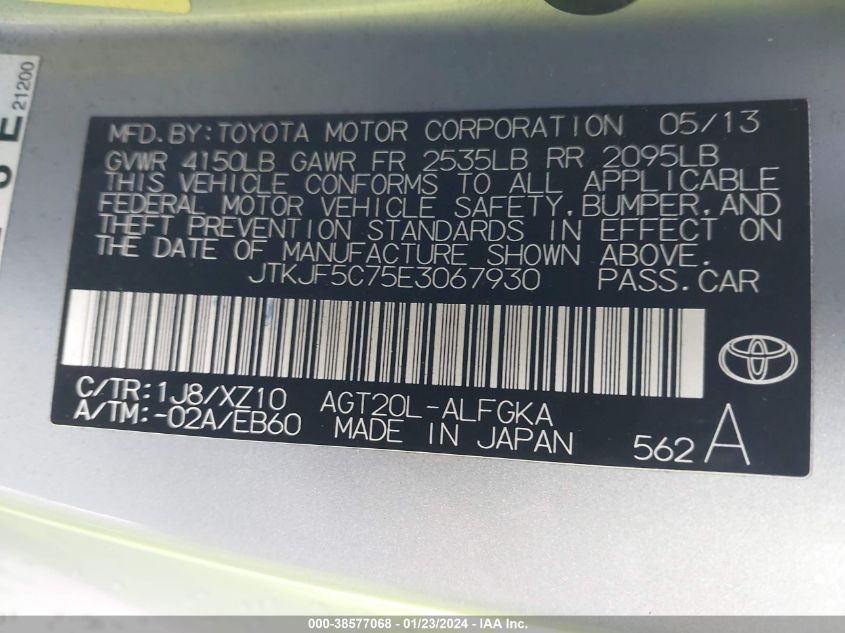 E
21200
MFD.BY:TOYOTA MOTOR CORPORATION 05/13
GVWR 4150LB GAWR FR 2535LB RR 2095LB
THIS VEHICLE CONFORMS TO ALL APPLICABLE
FEDERAL MOTOR VEHICLE SAFETY,BUMPER,AND
THEFT PREVENTION STANDARDS IN EFFECT ON
THE DATE OF MANUFACTURE SHOWN ABOVE.
JTKJF5C75E3067930 PASS.CAR
C/TR:1J8/XZ10 AGT20L-ALFGKA
A/TM:-02A/EB60 MADE IN JAPAN 562A
000-38577068 - 01/23/2024 - IAA Inc.